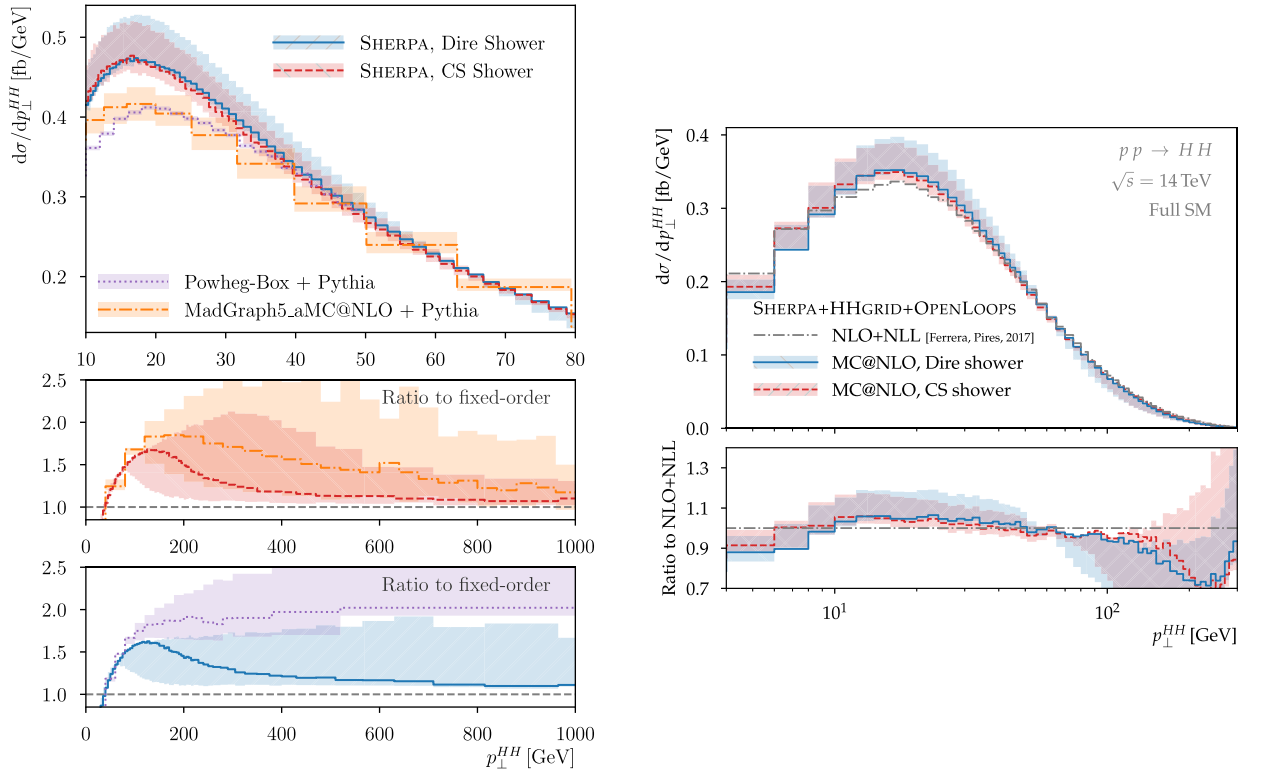 dσ/dp⊥^HH [fb/GeV]
0.5
0.4
0.3
0.2
SHERPA, Dire Shower
SHERPA, CS Shower
Powheg-Box + Pythia
MadGraph5_aMC@NLO + Pythia
10 20 30 40 50 60 70 80
2.5
2.0
1.5
1.0
Ratio to fixed-order
0 200 400 600 800 1000
2.5
2.0
1.5
1.0
Ratio to fixed-order
0 200 400 600 800 1000
p⊥^HH [GeV]
dσ/dp⊥^HH [fb/GeV]
0.4
0.3
0.2
0.1
0.0
p p → H H
√s = 14 TeV
Full SM
SHERPA+HHGRID+OPENLOOPS
NLO+NLL [Ferrera, Pires, 2017]
MC@NLO, Dire shower
MC@NLO, CS shower
Ratio to NLO+NLL
1.3
1.1
0.9
0.7
10^1 10^2
p⊥^HH [GeV]